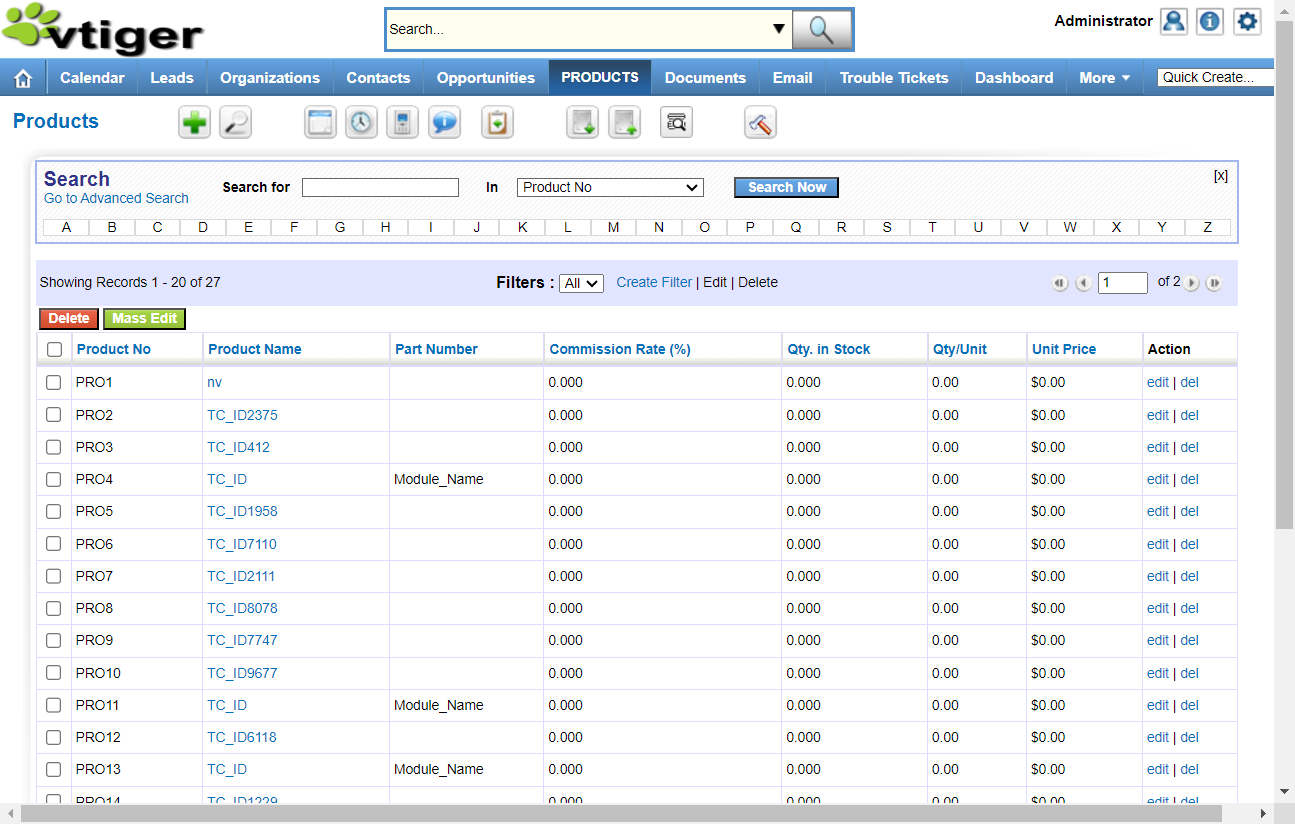 vtiger
Search...
Administrator
Calendar Leads Organizations Contacts Opportunities PRODUCTS Documents Email Trouble Tickets Dashboard More Quick Create...
Products
Search
Go to Advanced Search
Search for In Product No Search Now [x]
A B C D E F G H I J K L M N O P Q R S T U V W X Y Z
Showing Records 1 - 20 of 27 Filters : All Create Filter | Edit | Delete 1 of 2
Delete Mass Edit
Product No Product Name Part Number Commission Rate (%) Qty. in Stock Qty/Unit Unit Price Action
PRO1 nv 0.000 0.000 0.00 $0.00 edit | del
PRO2 TC_ID2375 0.000 0.000 0.00 $0.00 edit | del
PRO3 TC_ID412 0.000 0.000 0.00 $0.00 edit | del
PRO4 TC_ID Module_Name 0.000 0.000 0.00 $0.00 edit | del
PRO5 TC_ID1958 0.000 0.000 0.00 $0.00 edit | del
PRO6 TC_ID7110 0.000 0.000 0.00 $0.00 edit | del
PRO7 TC_ID2111 0.000 0.000 0.00 $0.00 edit | del
PRO8 TC_ID8078 0.000 0.000 0.00 $0.00 edit | del
PRO9 TC_ID7747 0.000 0.000 0.00 $0.00 edit | del
PRO10 TC_ID9677 0.000 0.000 0.00 $0.00 edit | del
PRO11 TC_ID Module_Name 0.000 0.000 0.00 $0.00 edit | del
PRO12 TC_ID6118 0.000 0.000 0.00 $0.00 edit | del
PRO13 TC_ID Module_Name 0.000 0.000 0.00 $0.00 edit | del
PRO14 TC_ID1229 0.000 0.000 0.00 $0.00 edit | del